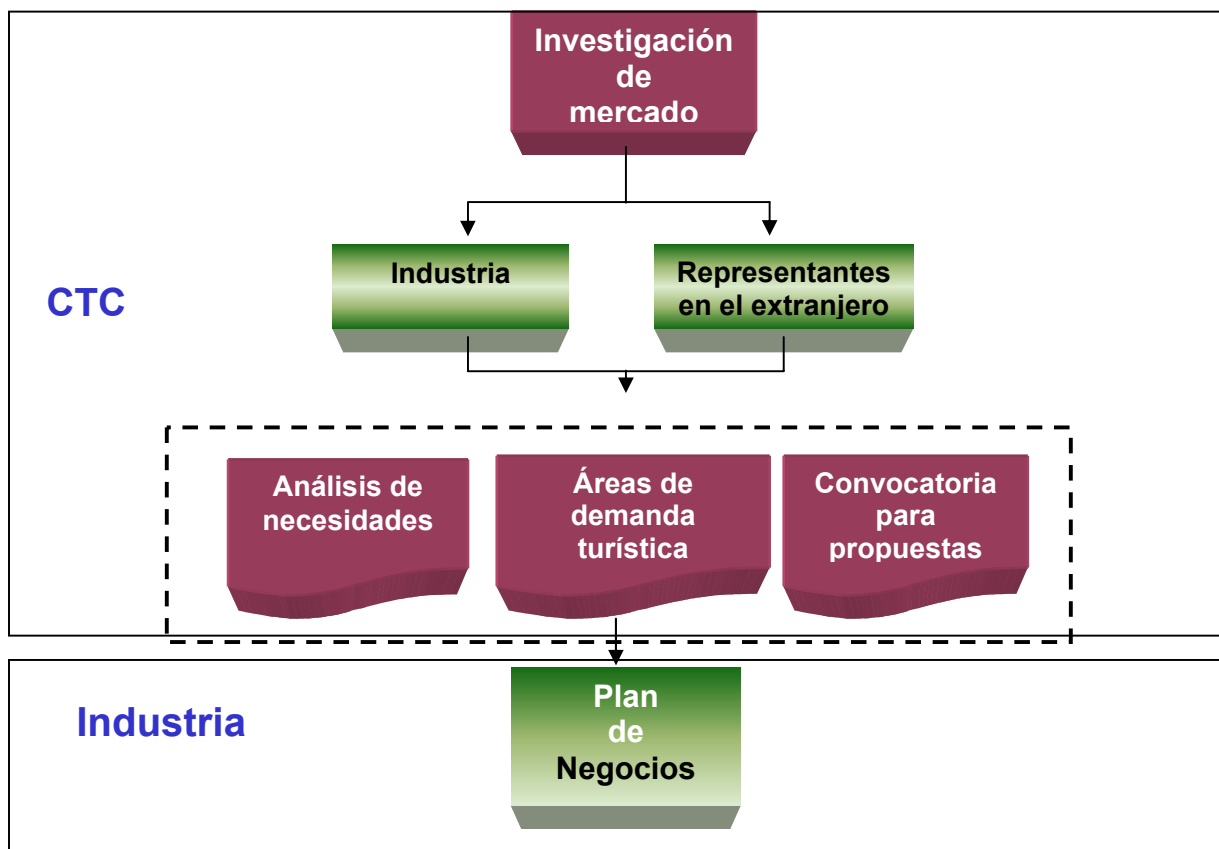 Investigación
de
mercado
Industria
Representantes
en el extranjero
CTC
Análisis de
necesidades
Áreas de
demanda
turística
Convocatoria
para
propuestas
Industria
Plan
de
Negocios